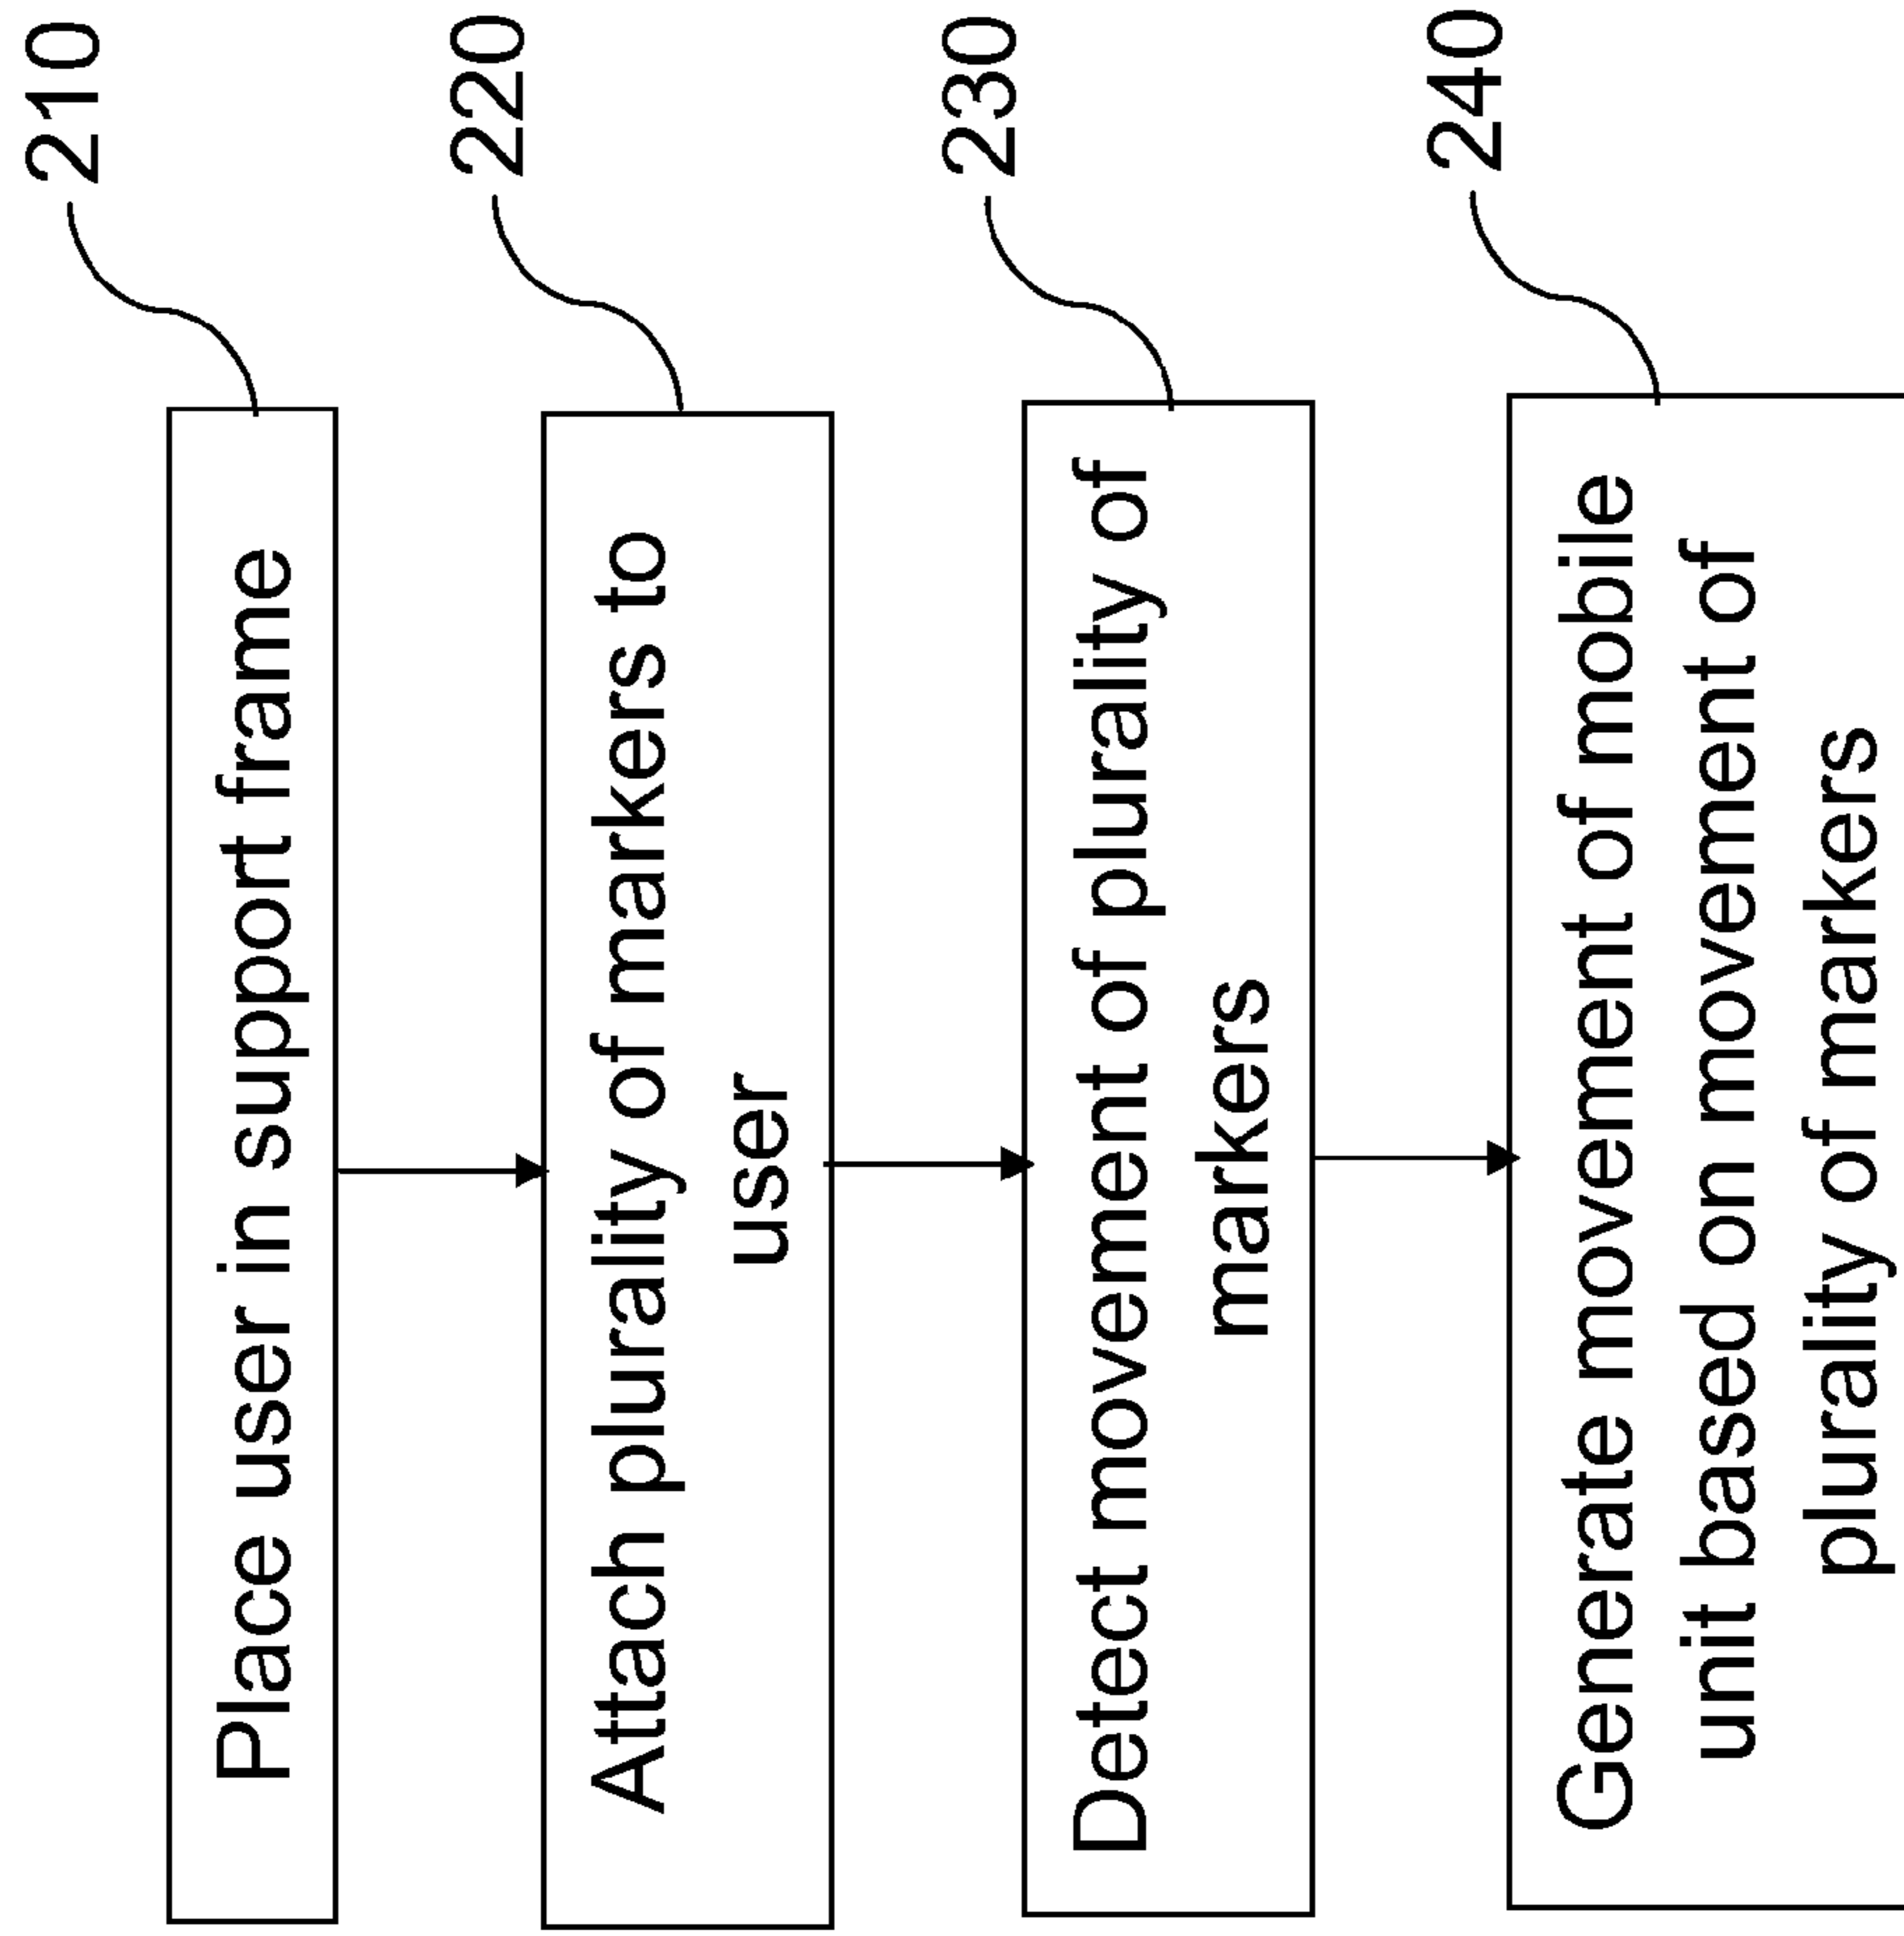 210
Place user in support frame
220
Attach plurality of markers to
user
230
Detect movement of plurality of
markers
240
Generate movement of mobile
unit based on movement of
plurality of markers